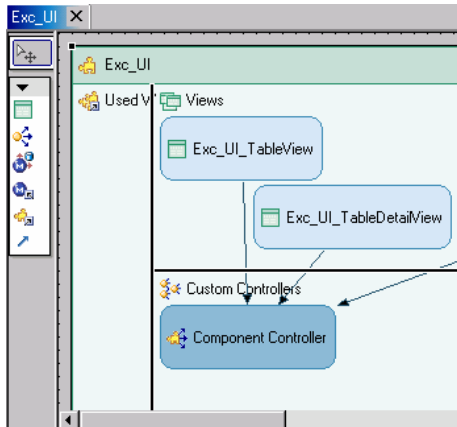 Exc_UI
Exc_UI
Used V
Views
Exc_UI_TableView
Exc_UI_TableDetailView
Custom Controllers
Component Controller